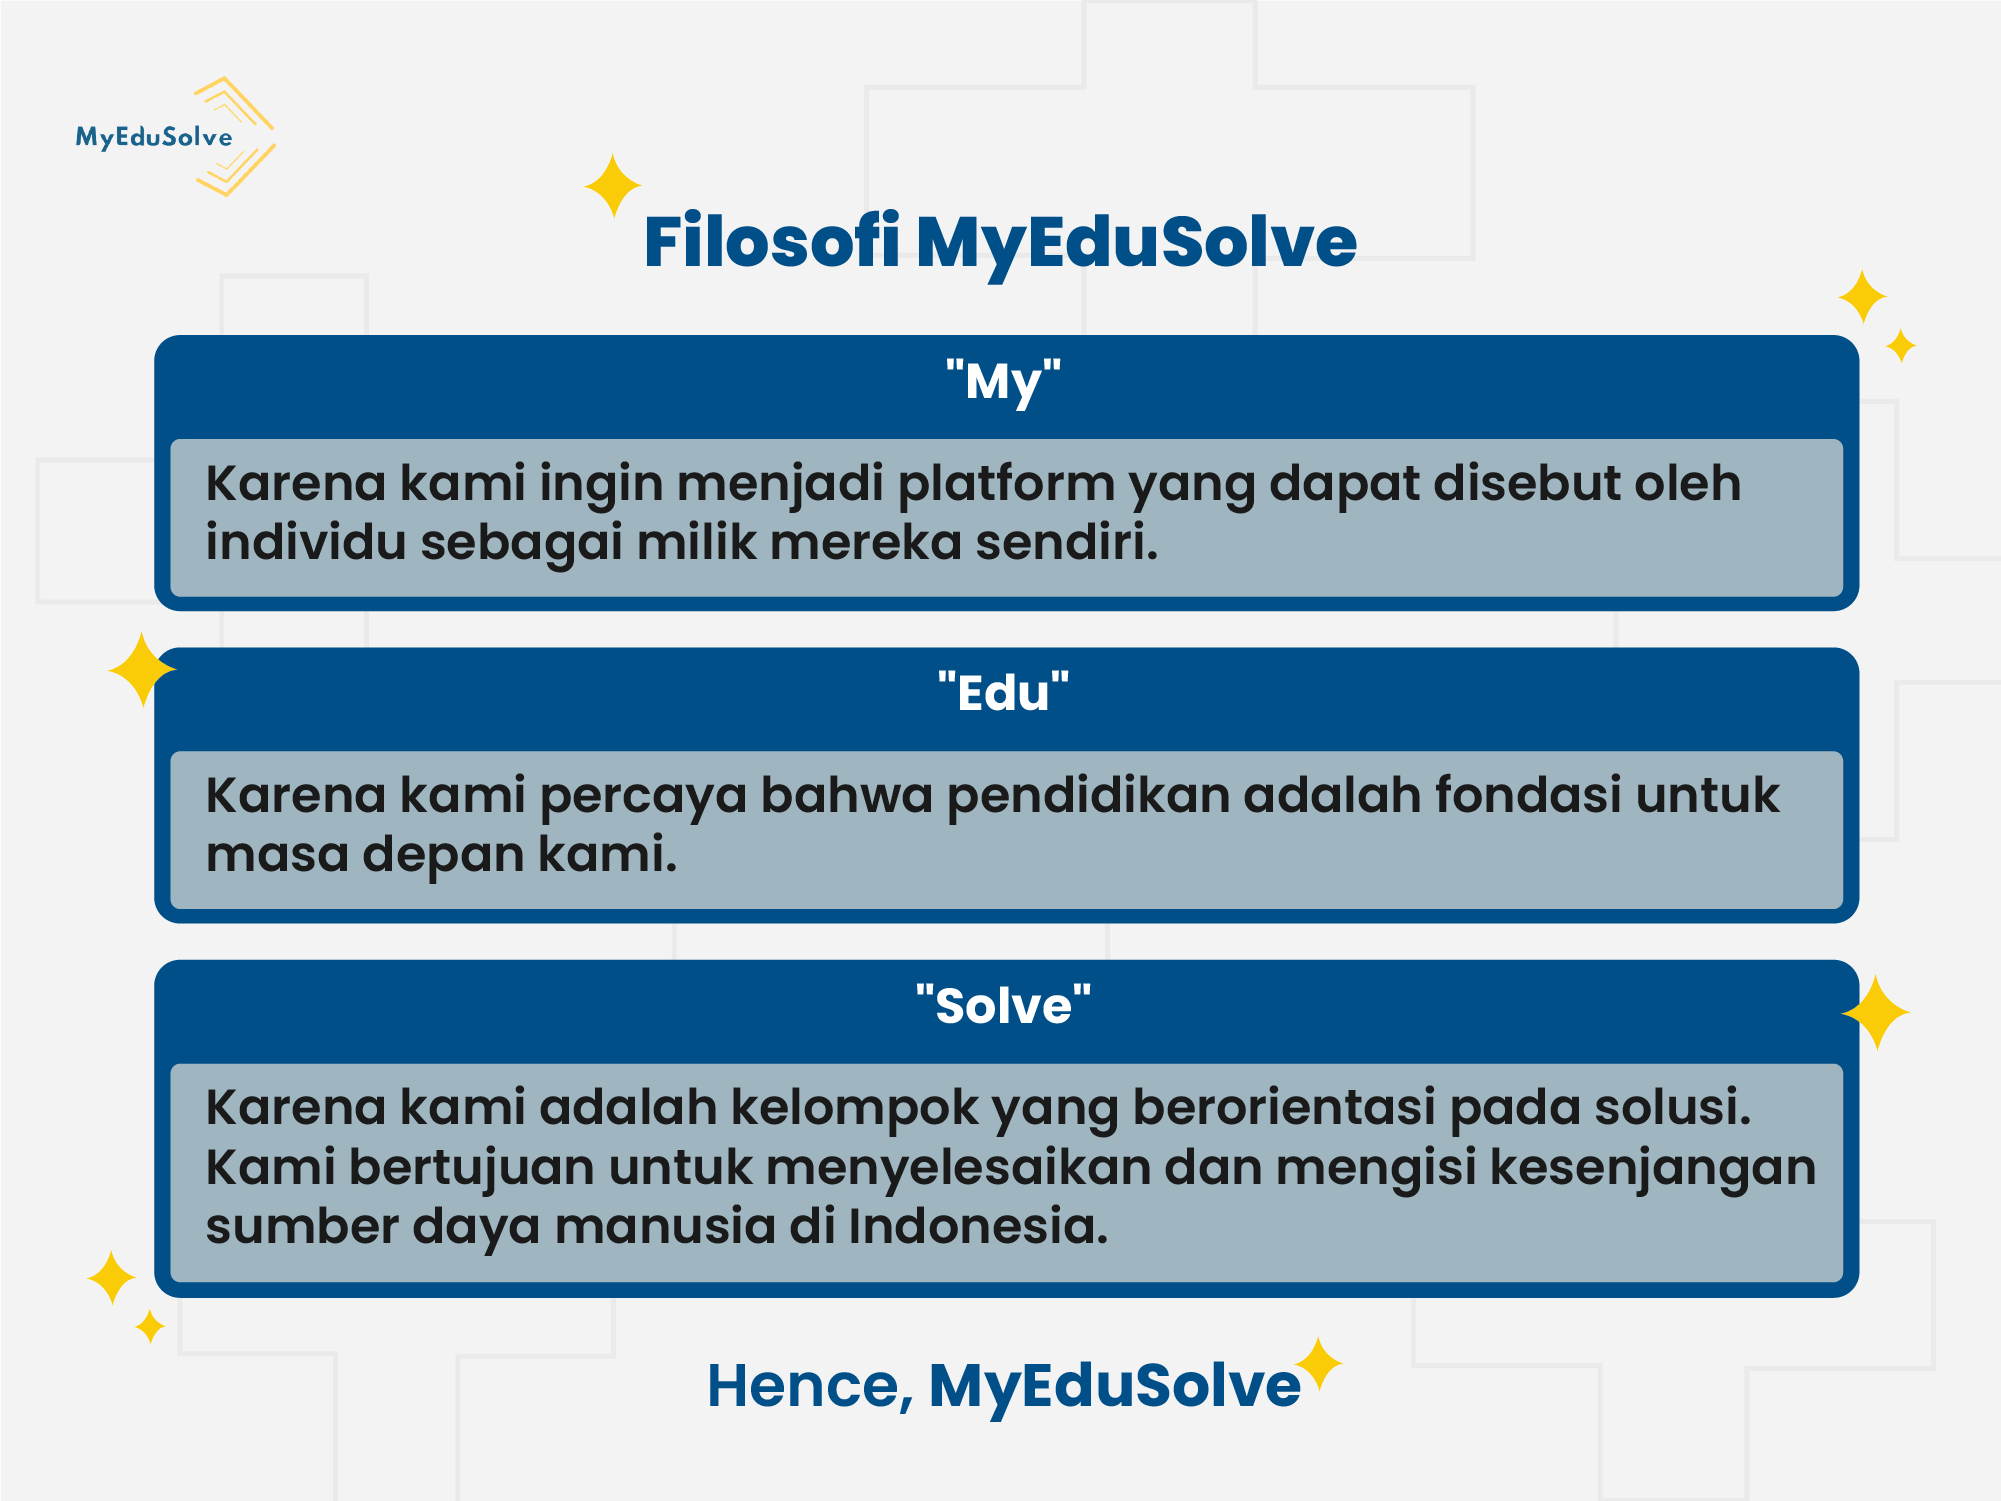 MyEduSolve
Filosofi MyEduSolve
"My"
Karena kami ingin menjadi platform yang dapat disebut oleh
individu sebagai milik mereka sendiri.
"Edu"
Karena kami percaya bahwa pendidikan adalah fondasi untuk
masa depan kami.
"Solve"
Karena kami adalah kelompok yang berorientasi pada solusi.
Kami bertujuan untuk menyelesaikan dan mengisi kesenjangan
sumber daya manusia di Indonesia.
Hence, MyEduSolve